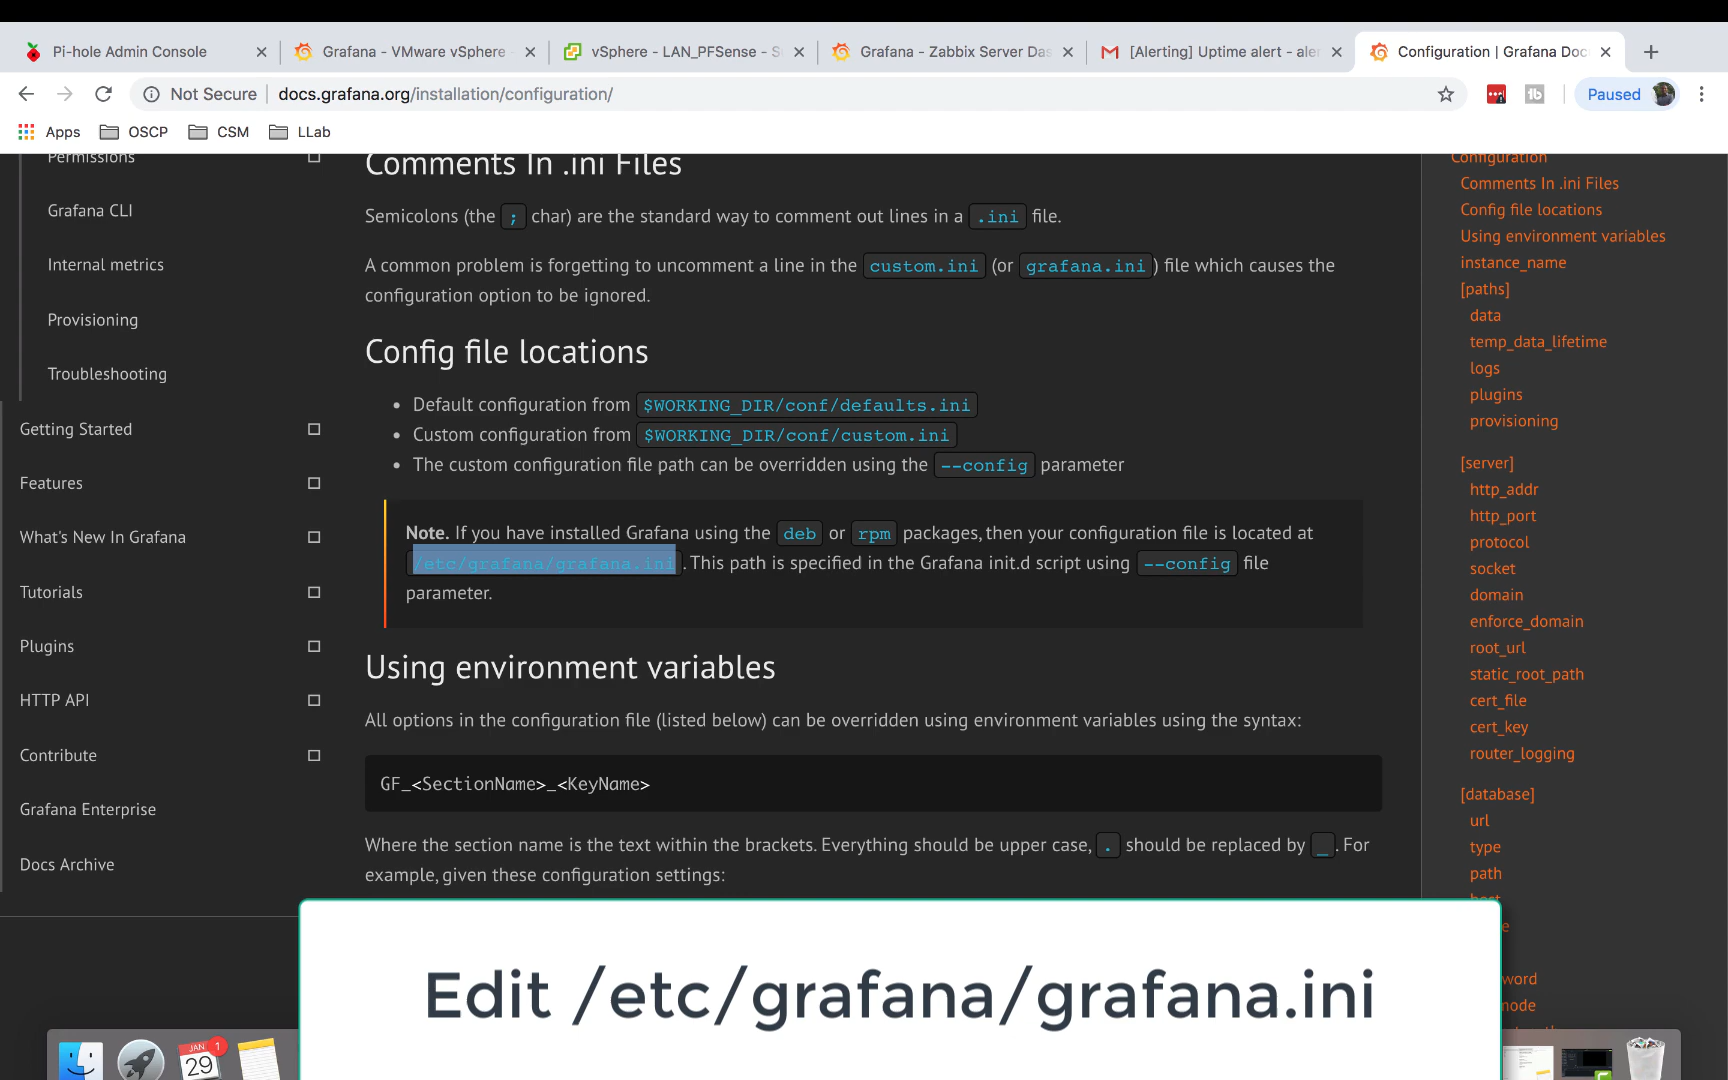 Pi-hole Admin Console
Grafana - VMware vSphere
vSphere - LAN_PFSense - S
Grafana - Zabbix Server Das
[Alerting] Uptime alert - aler
Configuration | Grafana Doc
Not Secure
docs.grafana.org/installation/configuration/
Paused
Apps
OSCP
CSM
LLab
Permissions
Grafana CLI
Internal metrics
Provisioning
Troubleshooting
Getting Started
Features
What's New In Grafana
Tutorials
Plugins
HTTP API
Contribute
Grafana Enterprise
Docs Archive
Comments In .ini Files
Semicolons (the ; char) are the standard way to comment out lines in a .ini file.
A common problem is forgetting to uncomment a line in the custom.ini (or grafana.ini) file which causes the
configuration option to be ignored.
Config file locations
• Default configuration from $WORKING_DIR/conf/defaults.ini
• Custom configuration from $WORKING_DIR/conf/custom.ini
• The custom configuration file path can be overridden using the --config parameter
Note. If you have installed Grafana using the deb or rpm packages, then your configuration file is located at
/etc/grafana/grafana.ini. This path is specified in the Grafana init.d script using --config file
parameter.
Using environment variables
All options in the configuration file (listed below) can be overridden using environment variables using the syntax:
GF_<SectionName>_<KeyName>
Where the section name is the text within the brackets. Everything should be upper case, . should be replaced by _. For
example, given these configuration settings:
Configuration
Comments In .ini Files
Config file locations
Using environment variables
instance_name
[paths]
data
temp_data_lifetime
logs
plugins
provisioning
[server]
http_addr
http_port
protocol
socket
domain
enforce_domain
root_url
static_root_path
cert_file
cert_key
router_logging
[database]
url
type
path
Edit /etc/grafana/grafana.ini
JAN
29
1